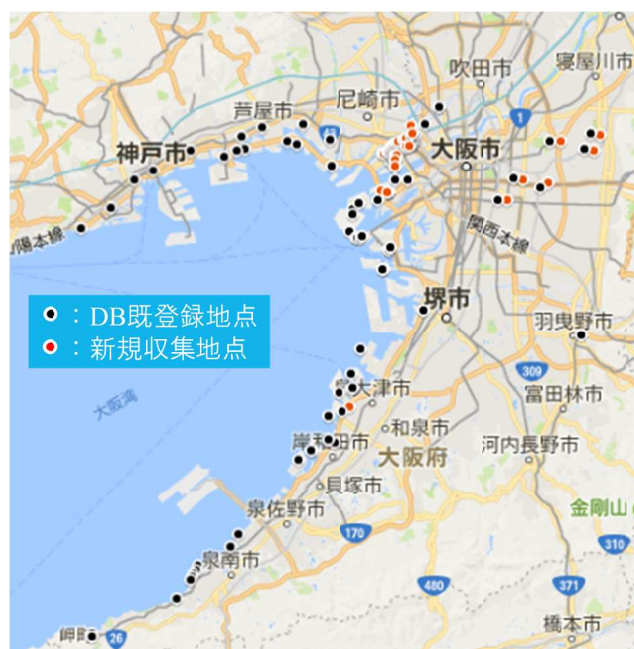 寝屋川市
吹田市
尼崎市
芦屋市
1
43
神戸市
大阪市
関西本線
陽本線
堺市
：DB既登録地点
：新規収集地点
羽曳野市
309
大阪湾
大津市
富田林市
和泉市
岸和田市
大阪府
河内長野市
貝塚市
泉佐野市
金剛山
170
310
泉南市
480
371
岬町
26
橋本市